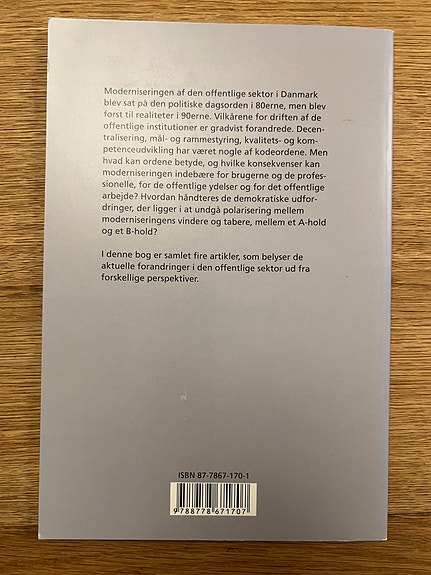 Moderniseringen af den offentlige sektor i Danmark
blev sat på den politiske dagsorden i 80erne, men blev
først til realiteter i 90erne. Vilkårene for driften af de
offentlige institutioner er gradvist forandrede. Decen-
tralisering, mål- og rammestyring, kvalitets- og kom-
petenceudvikling har været nogle af kodeordene. Men
hvad kan ordene betyde, og hvilke konsekvenser kan
moderniseringen indebære for brugerne og de profes-
sionelle, for de offentlige ydelser og for det offentlige
arbejde? Hvordan håndteres de demokratiske udfor-
dringer, der ligger i at undgå polarisering mellem
moderniseringens vindere og tabere, mellem et A-hold
og et B-hold?
I denne bog er samlet fire artikler, som belyser de
aktuelle forandringer i den offentlige sektor ud fra
forskellige perspektiver.
ISBN 87-7867-170-1
9 788778 671707